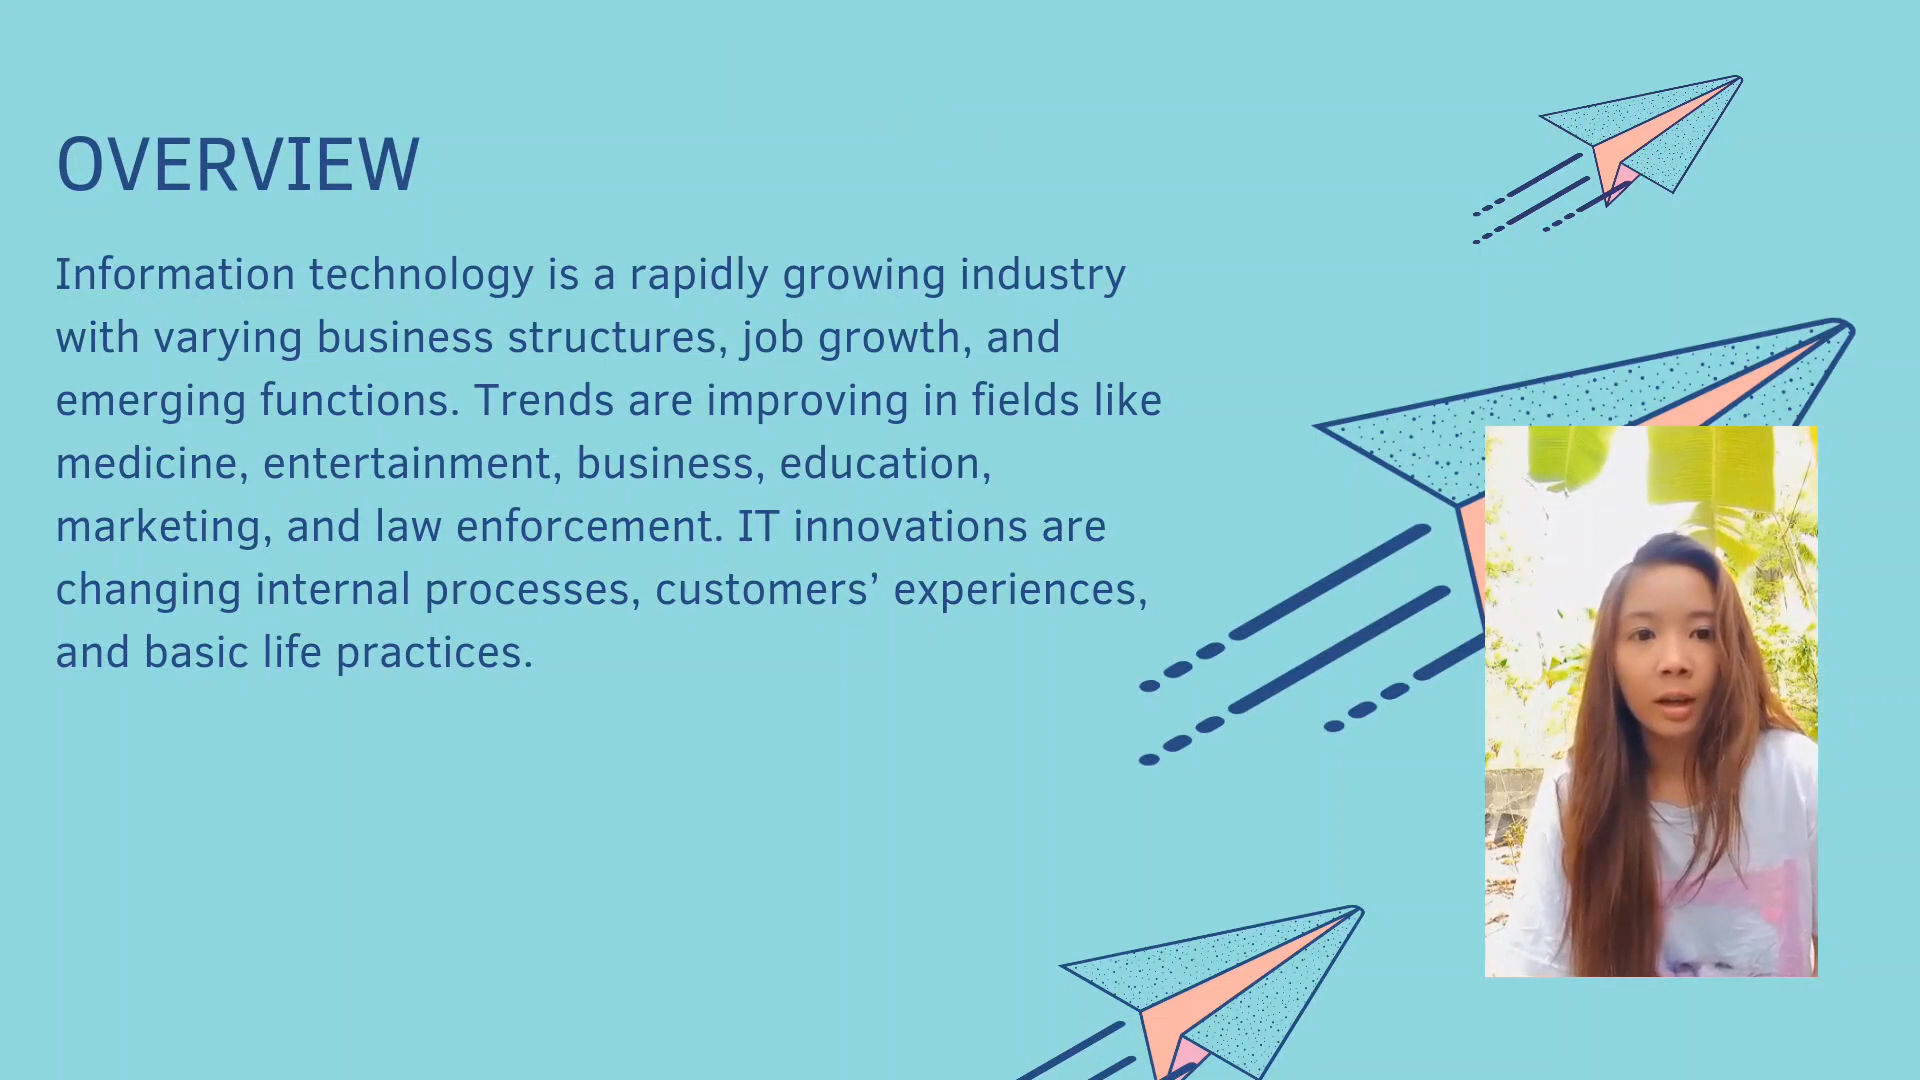 OVERVIEW
Information technology is a rapidly growing industry
with varying business structures, job growth, and
emerging functions. Trends are improving in fields like
medicine, entertainment, business, education,
marketing, and law enforcement. IT innovations are
changing internal processes, customers’ experiences,
and basic life practices.